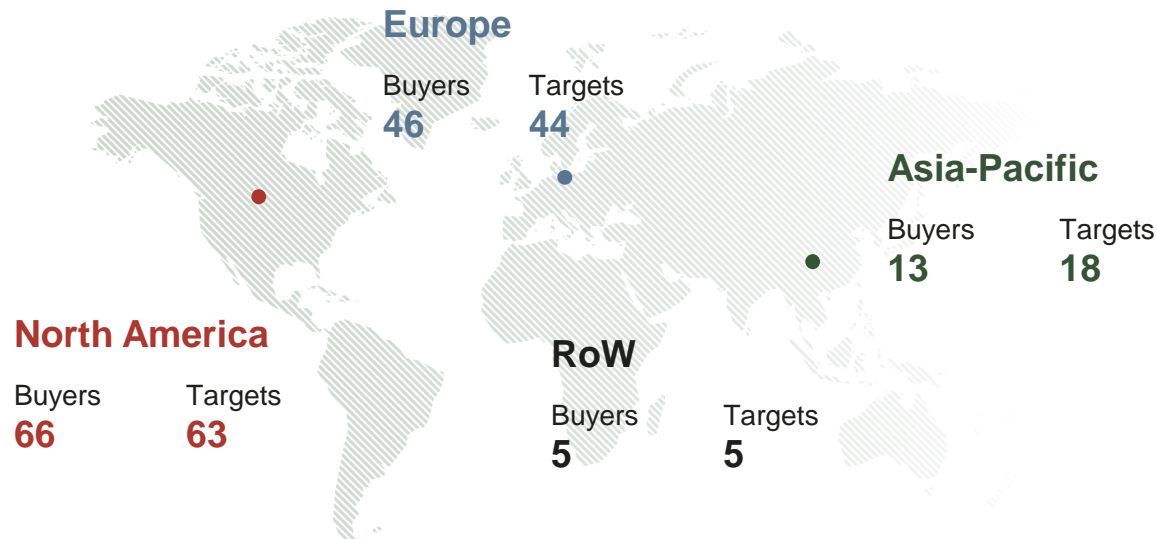 Europe
Buyers Targets
46 44
Asia-Pacific
Buyers Targets
13 18
North America
Buyers Targets
66 63
RoW
Buyers Targets
5 5